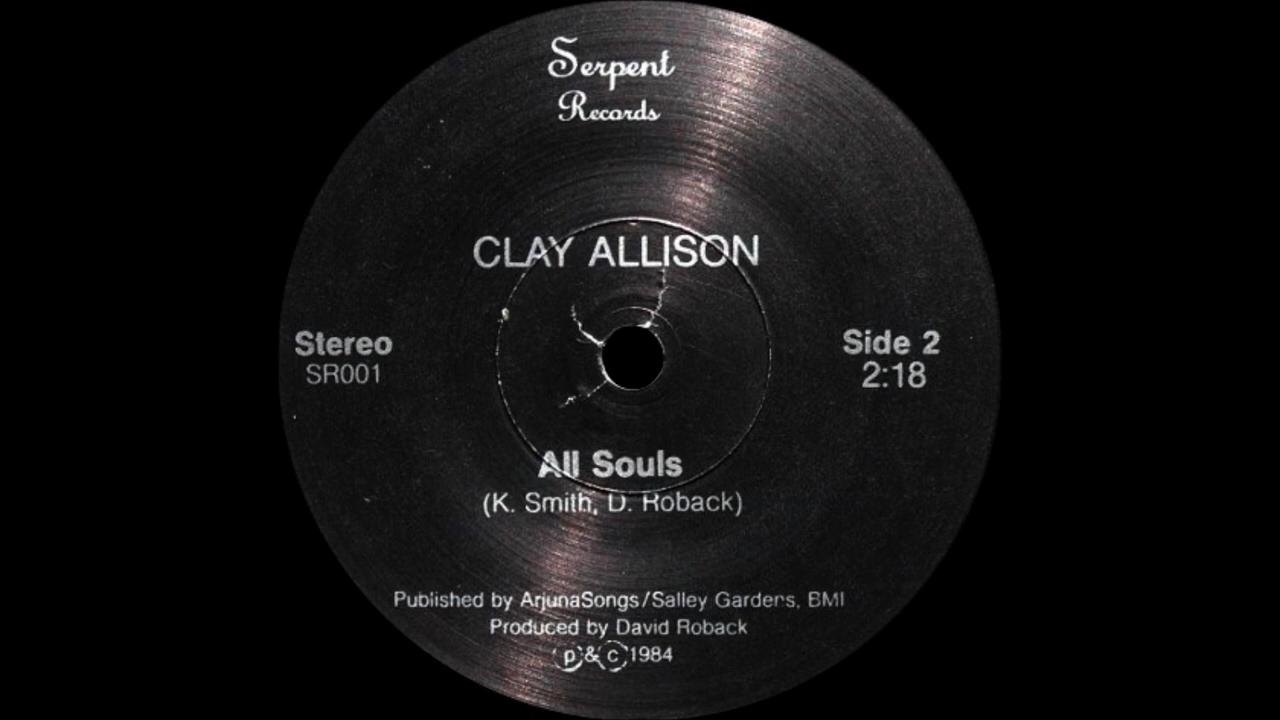 Serpent
Records
CLAY ALLISON
Stereo
SR001
Side 2
2:18
All Souls
(K. Smith, D. Roback)
Published by ArjunaSongs/Salley Gardens, BMI
Produced by David Roback
℗ & © 1984